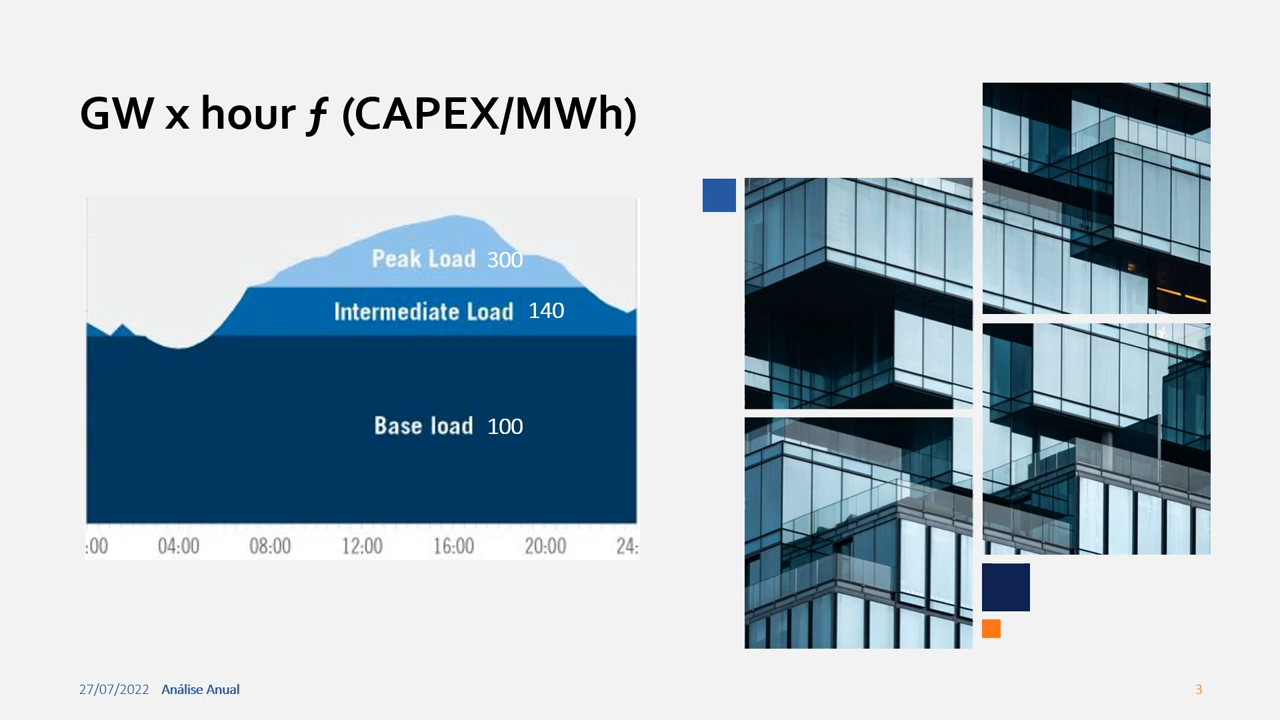 GW x hour ƒ (CAPEX/MWh)
Peak Load 300
Intermediate Load 140
Base load 100
:00 04:00 08:00 12:00 16:00 20:00 24:
27/07/2022 Análise Anual
3